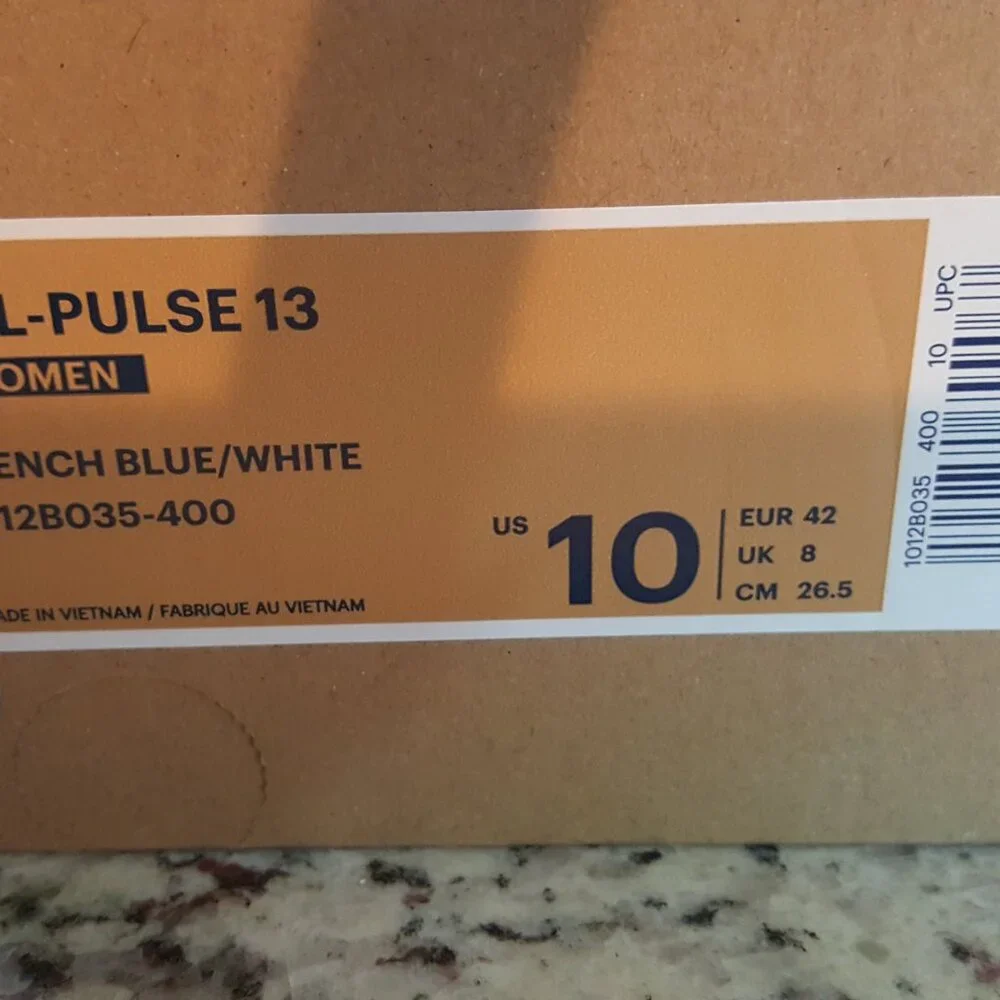 L-PULSE 13
OMEN
ENCH BLUE/WHITE
12B035-400
ADE IN VIETNAM / FABRIQUE AU VIETNAM
US 10
EUR 42
UK 8
CM 26.5
1012B035 400 10 UPC